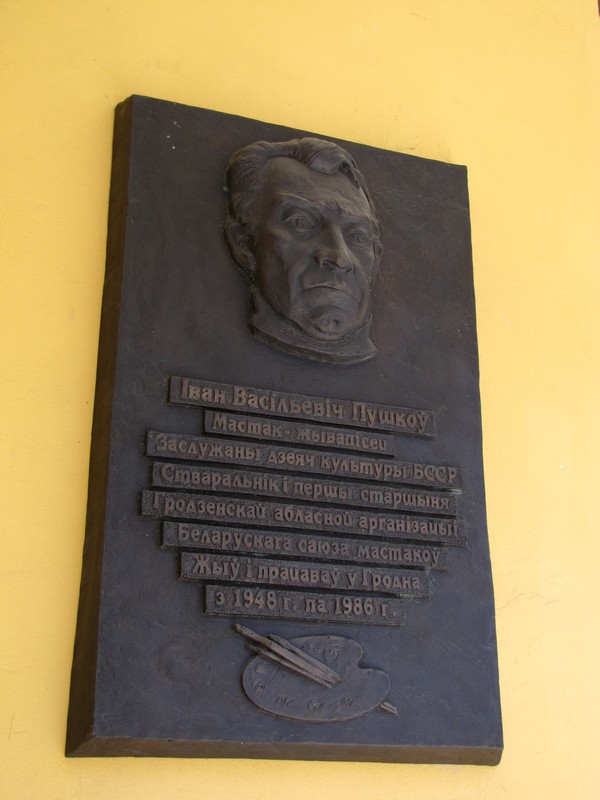 Іван Васільевіч Пушкоў
Мастак - жывапісец
Заслужаны дзеяч культуры БССР
Стваральнік і першы старшыня
Гродзенскай абласной арганізацыі
Беларускага саюза мастакоў
Жыў і працаваў у Гродна
з 1948 г. па 1986 г.